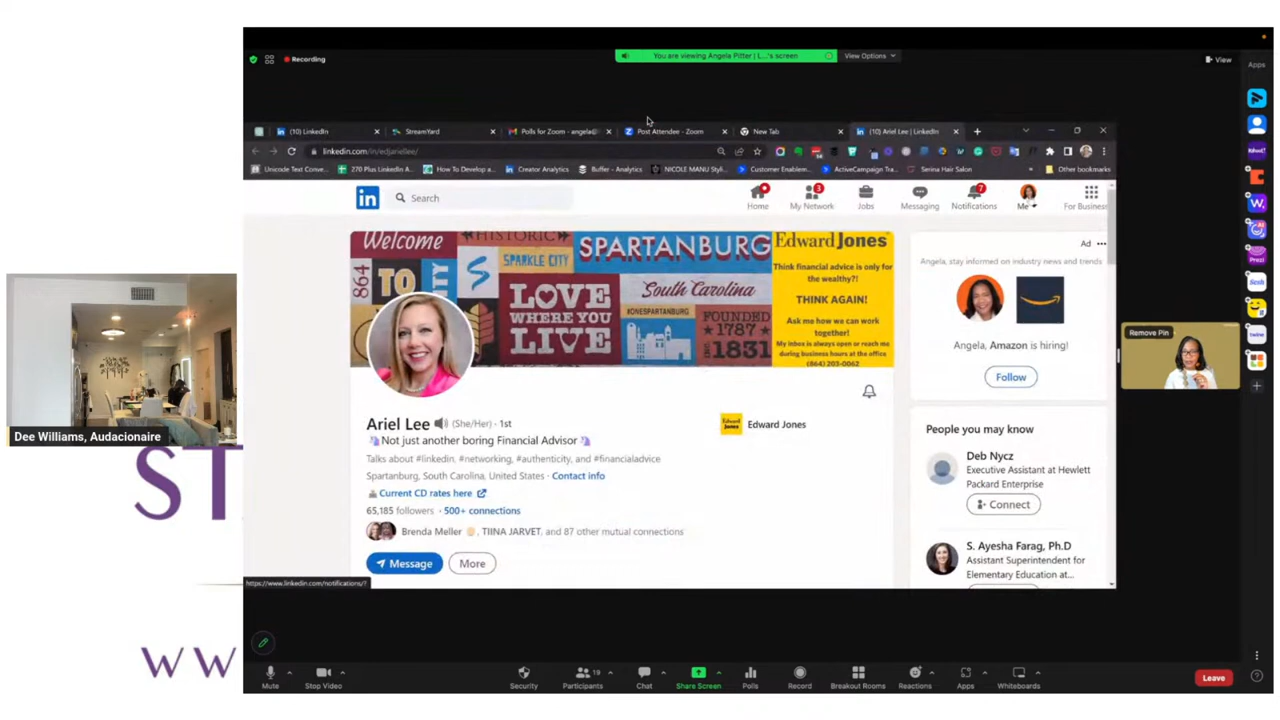 Recording
You are viewing Angela Pitter | L...'s screen
View Options
View
Apps
(10) LinkedIn
StreamYard
Polls for Zoom - angela@
Post Attendee - Zoom
New Tab
(10) Ariel Lee | LinkedIn
linkedin.com/in/edjariellee/
Unicode Text Conve...
270 Plus LinkedIn A...
How To Develop a...
Creator Analytics
Buffer - Analytics
NICOLE MANU Styli...
Customer Enablem...
ActiveCampaign Tra...
Serina Hair Salon
Other bookmarks
in
Search
Home
3
My Network
Jobs
Messaging
7
Notifications
Me
For Business
Welcome
TO
864
CITY
HISTORIC
SPARKLE CITY
S
SPARTANBURG
LOVE
WHERE YOU
LIVE
South Carolina
#ONESPARTANBURG
FOUNDED
1787
IN
1831
Edward Jones
Think financial advice is only for
the wealthy?!
THINK AGAIN!
Ask me how we can work
together!
My inbox is always open or reach me
during business hours at the office
(864) 203-0062
Ad
Angela, stay informed on industry news and trends
Angela, Amazon is hiring!
Follow
Remove Pin
Ariel Lee (She/Her) · 1st
Edward Jones
Not just another boring Financial Advisor
Talks about #linkedin, #networking, #authenticity, and #financialadvice
Spartanburg, South Carolina, United States · Contact info
Current CD rates here
65,185 followers · 500+ connections
Brenda Meller, TIINA JARVET, and 87 other mutual connections
Message
More
People you may know
Deb Nycz
Executive Assistant at Hewlett
Packard Enterprise
Connect
S. Ayesha Farag, Ph.D
Assistant Superintendent for
Elementary Education at...
https://www.linkedin.com/notifications/?
Dee Williams, Audacionaire
ST
WW
Mute
Stop Video
Security
19
Participants
Chat
Share Screen
Polls
Record
Breakout Rooms
Reactions
Apps
Whiteboards
Leave